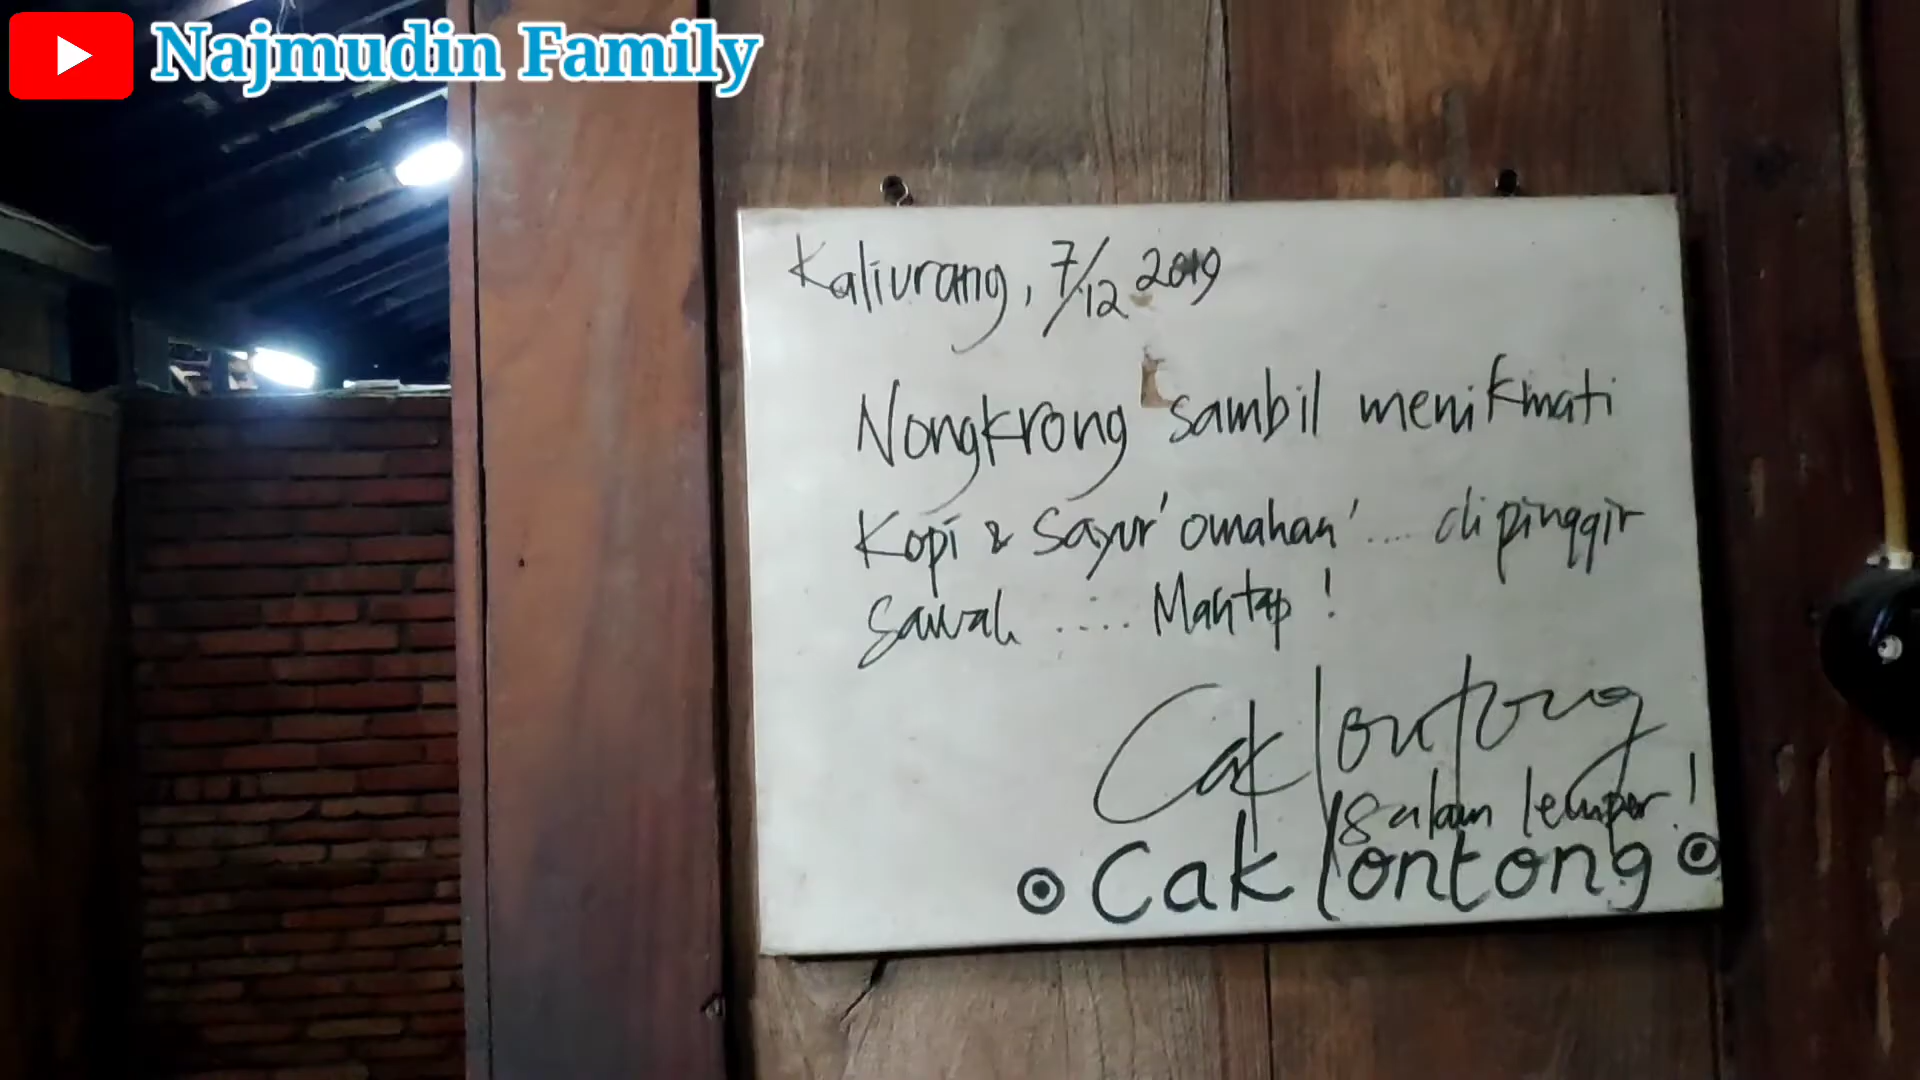 Najmudin Family
Kaliurang, 7/12 2019
Nongkrong sambil menikmati
Kopi & Sayur 'omahan' .... di pinggir
Sawah ..... Mantap !
Cak lontong
Salam lemper !
Cak lontong